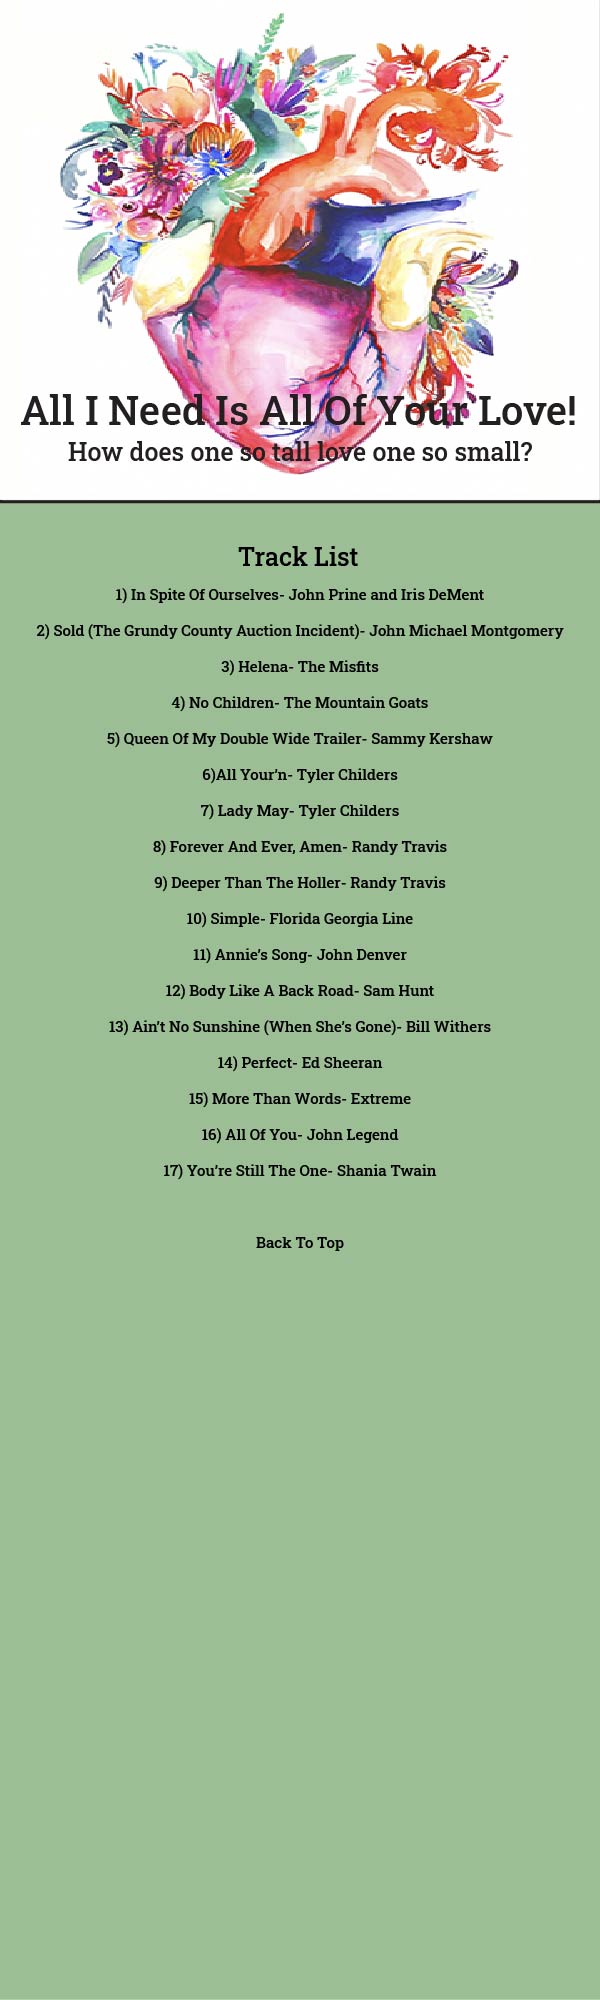 All I Need Is All Of Your Love!
How does one so tall love one so small?
Track List
1) In Spite Of Ourselves- John Prine and Iris DeMent
2) Sold (The Grundy County Auction Incident)- John Michael Montgomery
3) Helena- The Misfits
4) No Children- The Mountain Goats
5) Queen Of My Double Wide Trailer- Sammy Kershaw
6)All Your’n- Tyler Childers
7) Lady May- Tyler Childers
8) Forever And Ever, Amen- Randy Travis
9) Deeper Than The Holler- Randy Travis
10) Simple- Florida Georgia Line
11) Annie’s Song- John Denver
12) Body Like A Back Road- Sam Hunt
13) Ain’t No Sunshine (When She’s Gone)- Bill Withers
14) Perfect- Ed Sheeran
15) More Than Words- Extreme
16) All Of You- John Legend
17) You’re Still The One- Shania Twain
Back To Top